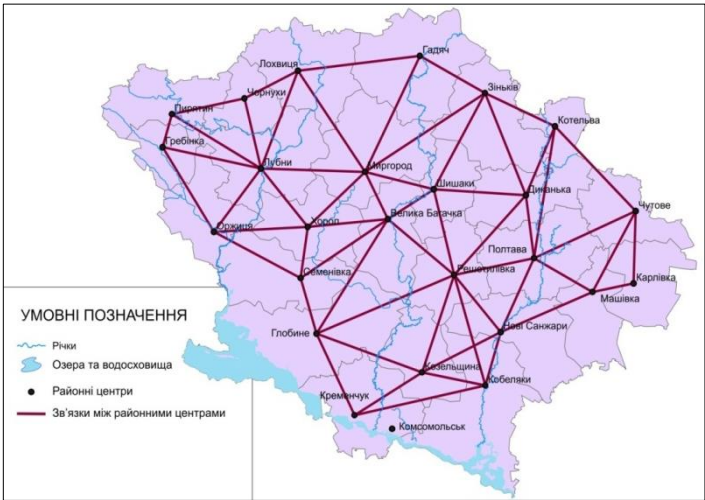 Гадяч
Лохвиця
Зіньків
Чорнухи
Пирятин
Котельва
Гребінка
Лубни
Миргород
Шишаки
Диканька
Чутове
Велика Багачка
Хорол
Оржиця
Полтава
Решетилівка
Семенівка
Карлівка
Машівка
УМОВНІ ПОЗНАЧЕННЯ
Глобине
Нові Санжари
Річки
Озера та водосховища
Козельщина
Кобеляки
Районні центри
Кременчук
Зв'язки між районними центрами
Комсомольськ